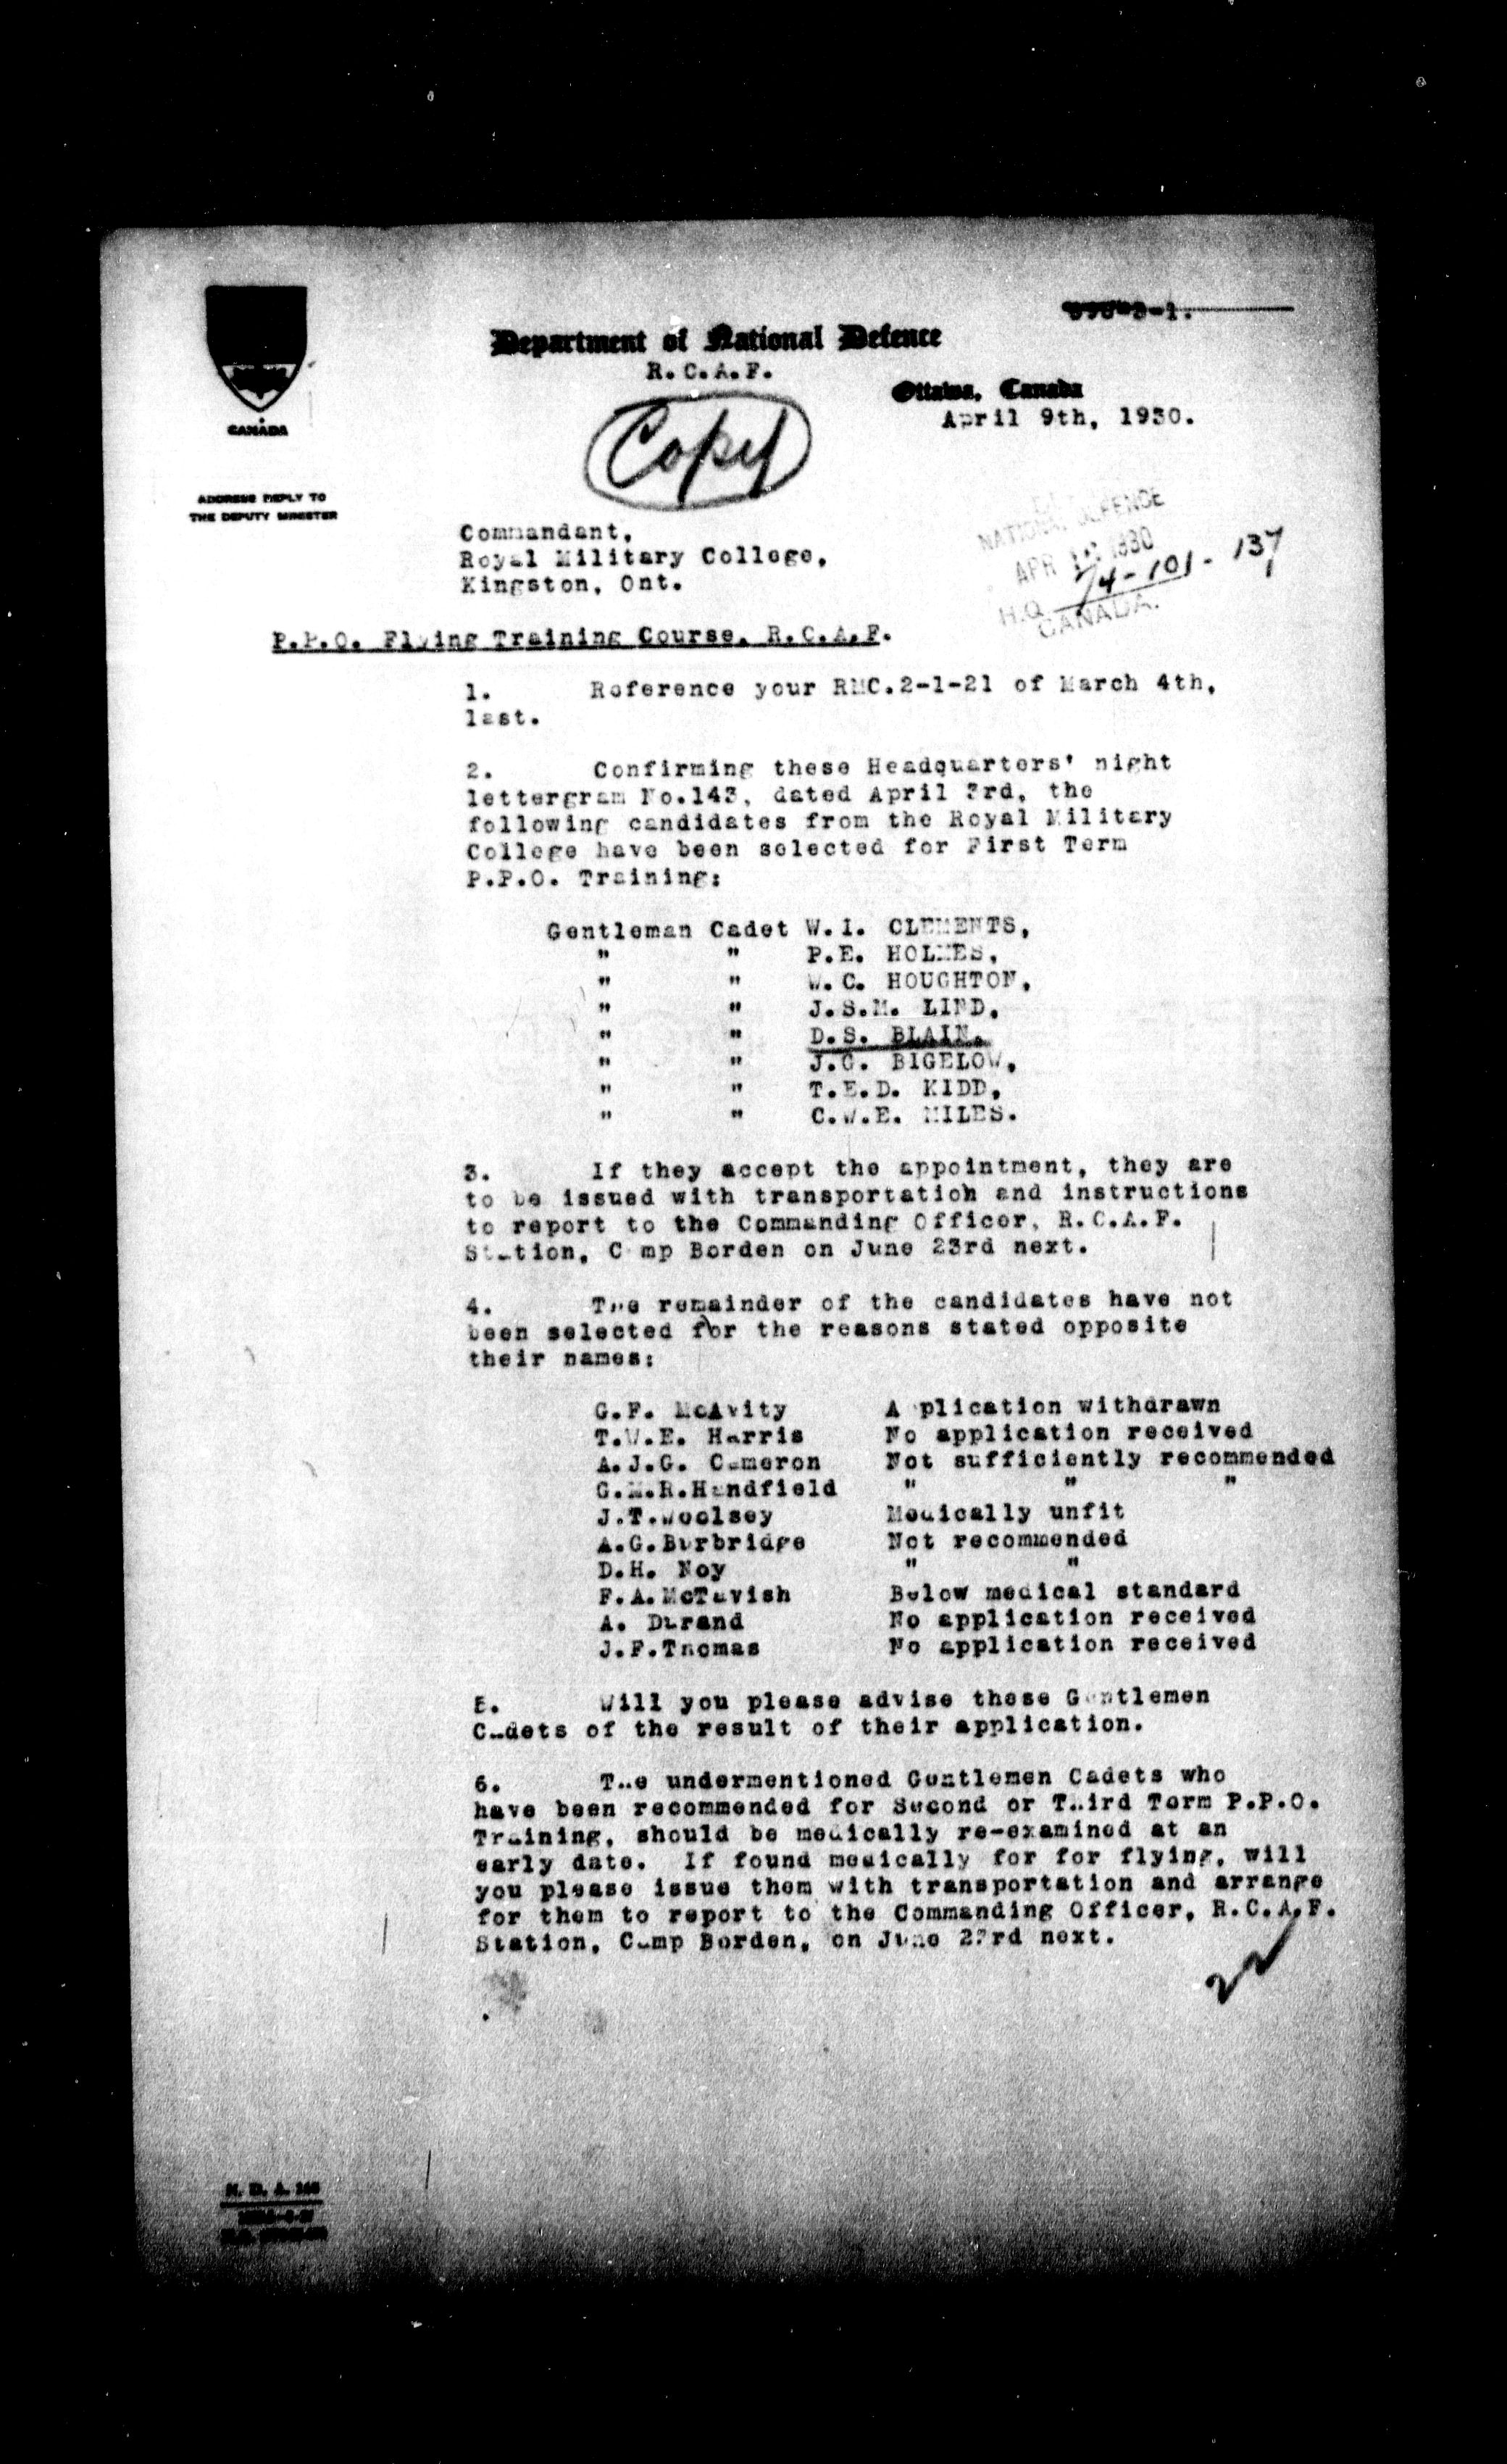 Department of National Defence
R.C.A.F.
Ottawa, Canada
April 9th, 1930.
Copy
CANADA
ADDRESS REPLY TO
THE DEPUTY MINISTER
Commandant,
Royal Military College,
Kingston, Ont.
NATIONAL DEFENCE
APR 1930
74-101-137
H.Q.
CANADA.
P.P.O. Flying Training Course, R.C.A.F.
1. Reference your RMC.2-1-21 of March 4th,
last.
2. Confirming these Headquarters' night
lettergram No.143, dated April 3rd, the
following candidates from the Royal Military
College have been selected for First Term
P.P.O. Training:
Gentleman Cadet W.I. CLEMENTS,
" " P.E. HOLMES,
" " W.C. HOUGHTON,
" " J.S.M. LIND,
" " D.S. BLAIN,
" " J.G. BIGELOW,
" " T.E.D. KIDD,
" " C.W.E. MILES.
3. If they accept the appointment, they are
to be issued with transportation and instructions
to report to the Commanding Officer, R.C.A.F.
Station, Camp Borden on June 23rd next.
4. The remainder of the candidates have not
been selected for the reasons stated opposite
their names:
G.F. McAvity Application withdrawn
T.W.E. Harris No application received
A.J.G. Cameron Not sufficiently recommended
G.M.R.Handfield " " "
J.T.Woolsey Medically unfit
A.G.Burbridge Not recommended
D.H. Noy " "
F.A.McTavish Below medical standard
A. Durand No application received
J.F.Thomas No application received
5. Will you please advise these Gentlemen
Cadets of the result of their application.
6. The undermentioned Gentlemen Cadets who
have been recommended for Second or Third Term P.P.O.
Training, should be medically re-examined at an
early date. If found medically for for flying, will
you please issue them with transportation and arrange
for them to report to the Commanding Officer, R.C.A.F.
Station, Camp Borden, on June 23rd next.
N. D. A.